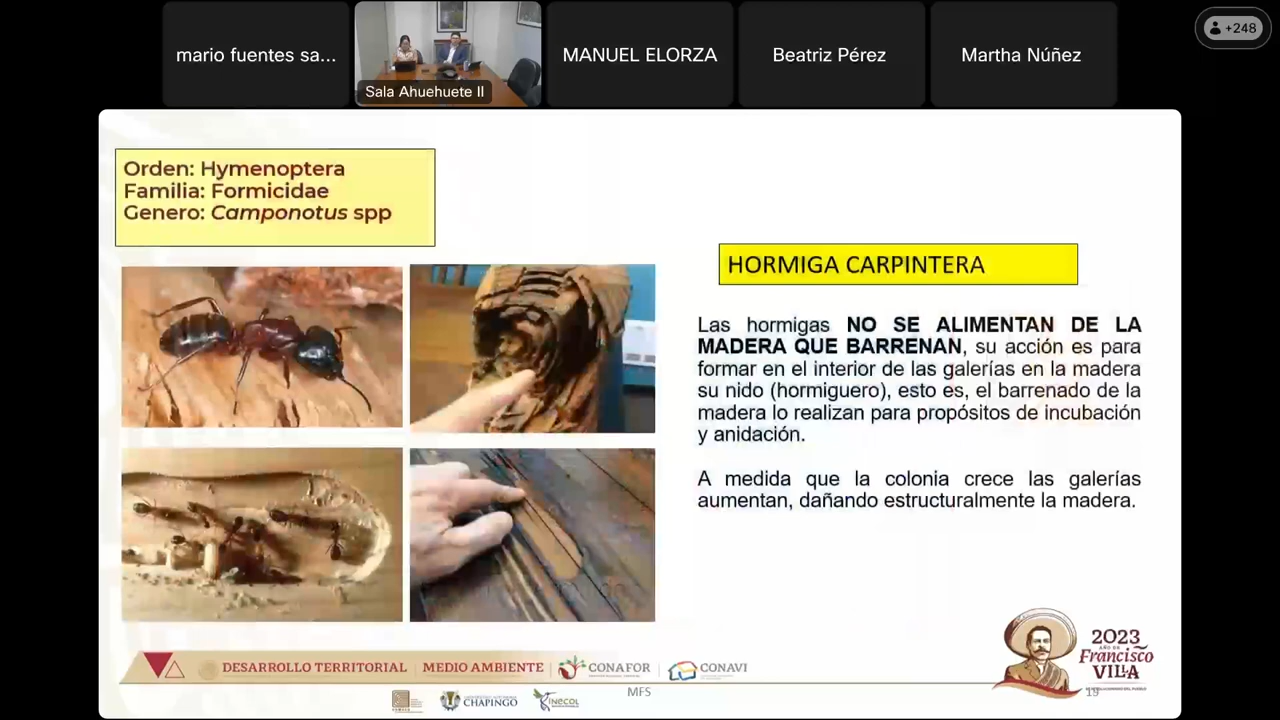 mario fuentes sa...
Sala Ahuehuete II
MANUEL ELORZA
Beatriz Pérez
Martha Núñez
+248
Orden: Hymenoptera
Familia: Formicidae
Genero: Camponotus spp
HORMIGA CARPINTERA
Las hormigas NO SE ALIMENTAN DE LA
MADERA QUE BARRENAN, su acción es para
formar en el interior de las galerías en la madera
su nido (hormiguero), esto es, el barrenado de la
madera lo realizan para propósitos de incubación
y anidación.
A medida que la colonia crece las galerías
aumentan, dañando estructuralmente la madera.
DESARROLLO TERRITORIAL
MEDIO AMBIENTE
CONAFOR
CONAVI
2023
AÑO DE
Francisco
VILLA
CHAPINGO
INECOL
MFS
19